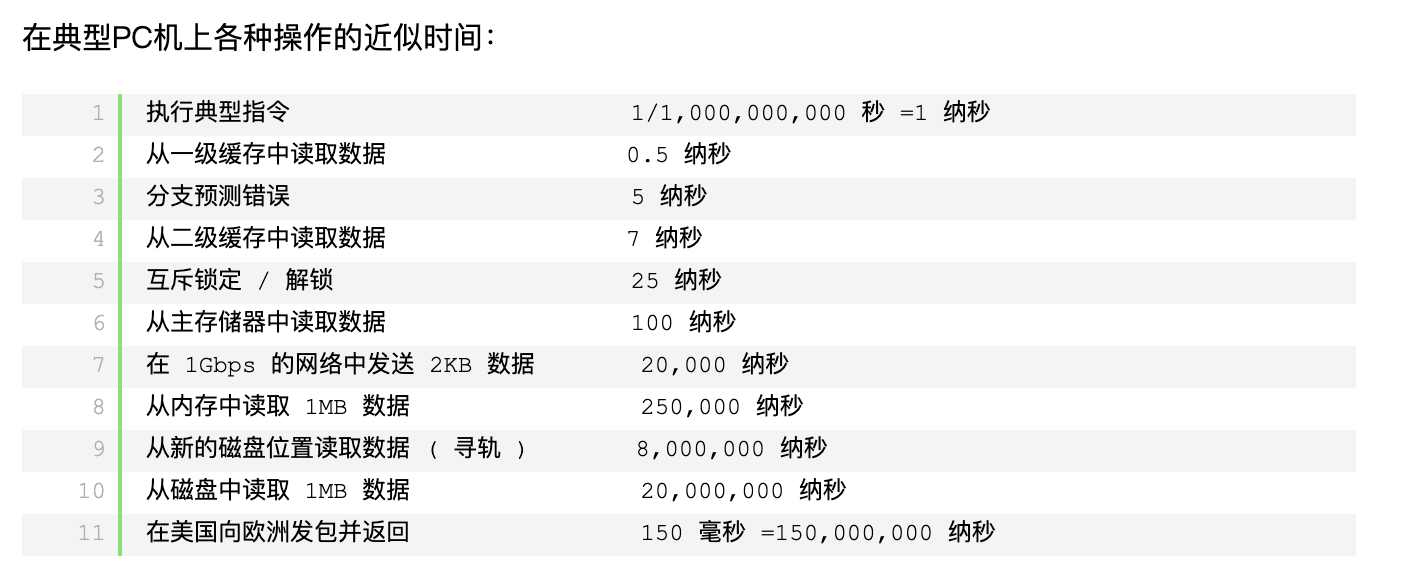 在典型PC机上各种操作的近似时间：
1 执行典型指令 1/1,000,000,000 秒 =1 纳秒
2 从一级缓存中读取数据 0.5 纳秒
3 分支预测错误 5 纳秒
4 从二级缓存中读取数据 7 纳秒
5 互斥锁定 / 解锁 25 纳秒
6 从主存储器中读取数据 100 纳秒
7 在 1Gbps 的网络中发送 2KB 数据 20,000 纳秒
8 从内存中读取 1MB 数据 250,000 纳秒
9 从新的磁盘位置读取数据 ( 寻轨 ) 8,000,000 纳秒
10 从磁盘中读取 1MB 数据 20,000,000 纳秒
11 在美国向欧洲发包并返回 150 毫秒 =150,000,000 纳秒